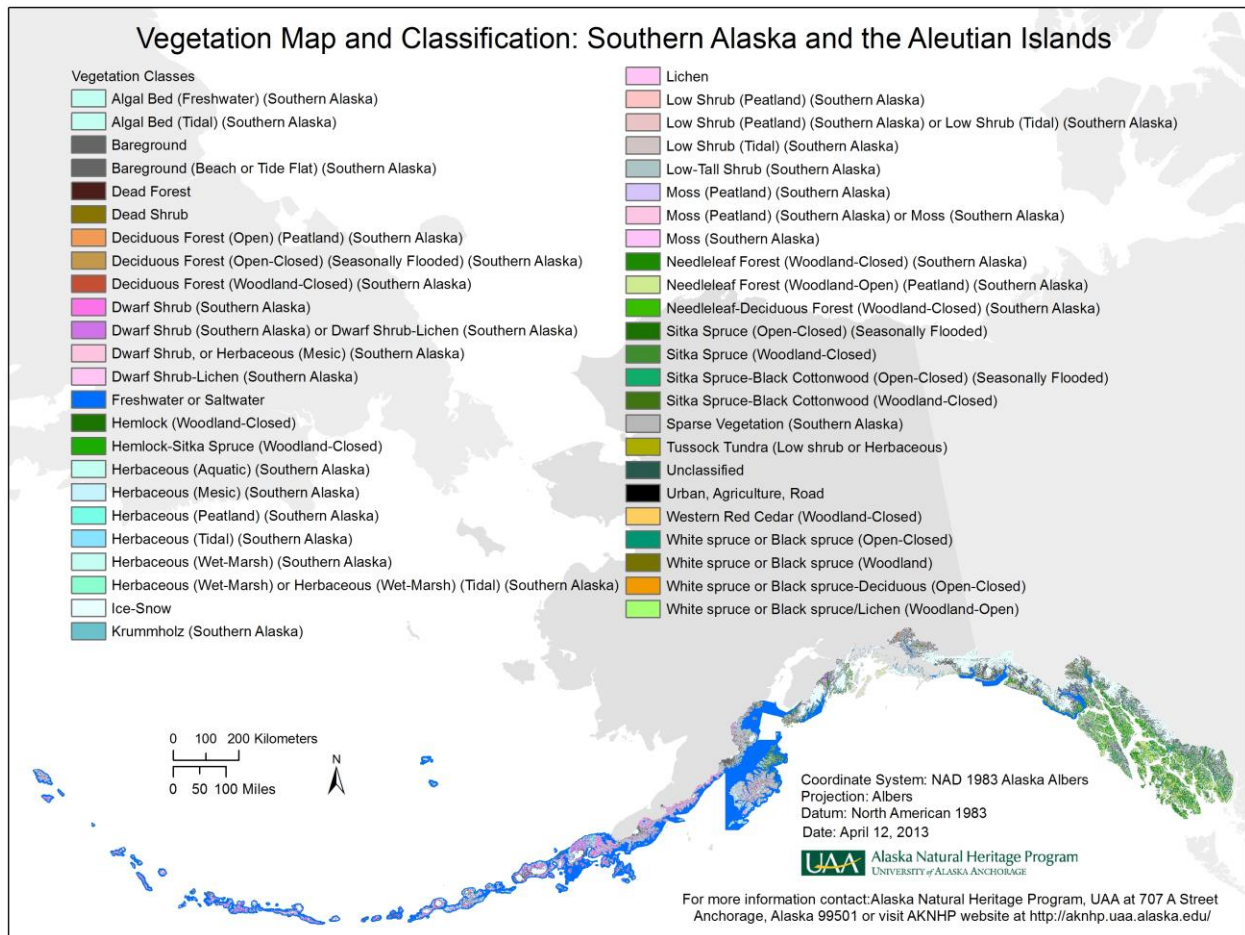 Vegetation Map and Classification: Southern Alaska and the Aleutian Islands
Vegetation Classes
Algal Bed (Freshwater) (Southern Alaska)
Algal Bed (Tidal) (Southern Alaska)
Bareground
Bareground (Beach or Tide Flat) (Southern Alaska)
Dead Forest
Dead Shrub
Deciduous Forest (Open) (Peatland) (Southern Alaska)
Deciduous Forest (Open-Closed) (Seasonally Flooded) (Southern Alaska)
Deciduous Forest (Woodland-Closed) (Southern Alaska)
Dwarf Shrub (Southern Alaska)
Dwarf Shrub (Southern Alaska) or Dwarf Shrub-Lichen (Southern Alaska)
Dwarf Shrub, or Herbaceous (Mesic) (Southern Alaska)
Dwarf Shrub-Lichen (Southern Alaska)
Freshwater or Saltwater
Hemlock (Woodland-Closed)
Hemlock-Sitka Spruce (Woodland-Closed)
Herbaceous (Aquatic) (Southern Alaska)
Herbaceous (Mesic) (Southern Alaska)
Herbaceous (Peatland) (Southern Alaska)
Herbaceous (Tidal) (Southern Alaska)
Herbaceous (Wet-Marsh) (Southern Alaska)
Herbaceous (Wet-Marsh) or Herbaceous (Wet-Marsh) (Tidal) (Southern Alaska)
Ice-Snow
Krummholz (Southern Alaska)
Lichen
Low Shrub (Peatland) (Southern Alaska)
Low Shrub (Peatland) (Southern Alaska) or Low Shrub (Tidal) (Southern Alaska)
Low Shrub (Tidal) (Southern Alaska)
Low-Tall Shrub (Southern Alaska)
Moss (Peatland) (Southern Alaska)
Moss (Peatland) (Southern Alaska) or Moss (Southern Alaska)
Moss (Southern Alaska)
Needleleaf Forest (Woodland-Closed) (Southern Alaska)
Needleleaf Forest (Woodland-Open) (Peatland) (Southern Alaska)
Needleleaf-Deciduous Forest (Woodland-Closed) (Southern Alaska)
Sitka Spruce (Open-Closed) (Seasonally Flooded)
Sitka Spruce (Woodland-Closed)
Sitka Spruce-Black Cottonwood (Open-Closed) (Seasonally Flooded)
Sitka Spruce-Black Cottonwood (Woodland-Closed)
Sparse Vegetation (Southern Alaska)
Tussock Tundra (Low shrub or Herbaceous)
Unclassified
Urban, Agriculture, Road
Western Red Cedar (Woodland-Closed)
White spruce or Black spruce (Open-Closed)
White spruce or Black spruce (Woodland)
White spruce or Black spruce-Deciduous (Open-Closed)
White spruce or Black spruce/Lichen (Woodland-Open)
0 100 200 Kilometers
0 50 100 Miles
N
Coordinate System: NAD 1983 Alaska Albers
Projection: Albers
Datum: North American 1983
Date: April 12, 2013
UAA Alaska Natural Heritage Program
UNIVERSITY of ALASKA ANCHORAGE
For more information contact:Alaska Natural Heritage Program, UAA at 707 A Street
Anchorage, Alaska 99501 or visit AKNHP website at http://aknhp.uaa.alaska.edu/